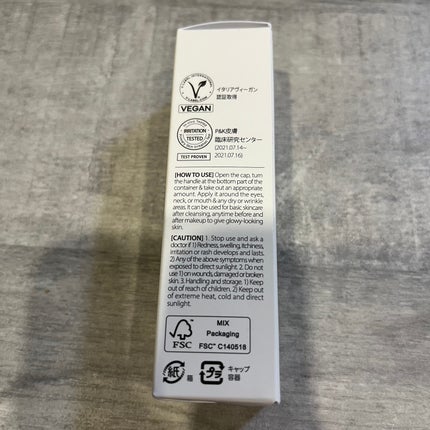 VEGAN
イタリアヴィーガン
認証取得
IRRITATION
TESTED
TEST PROVEN
P&K皮膚
臨床研究センター
(2021.07.14~
2021.07.16)
[HOW TO USE] Open the cap, turn
the handle at the bottom part of the
container & take out an appropriate
amount. Apply it around the eyes,
neck, or mouth & any dry or wrinkle
areas. It can be used for basic skincare
after cleansing, anytime before and
after makeup to give glowy-looking
skin.
[CAUTION] 1. Stop use and ask a
doctor if 1) Redness, swelling, itchiness,
irritation or rash develops and lasts.
2) Any of the above symptoms when
exposed to direct sunlight. 2. Do not
use 1) on wounds, damaged or broken
skin. 3. Handling and storage. 1) Keep
out of reach of children. 2) Keep out
of extreme heat, cold and direct
sunlight.
FSC
MIX
Packaging
FSC™ C140518
紙
箱
プラ
キャップ
容器